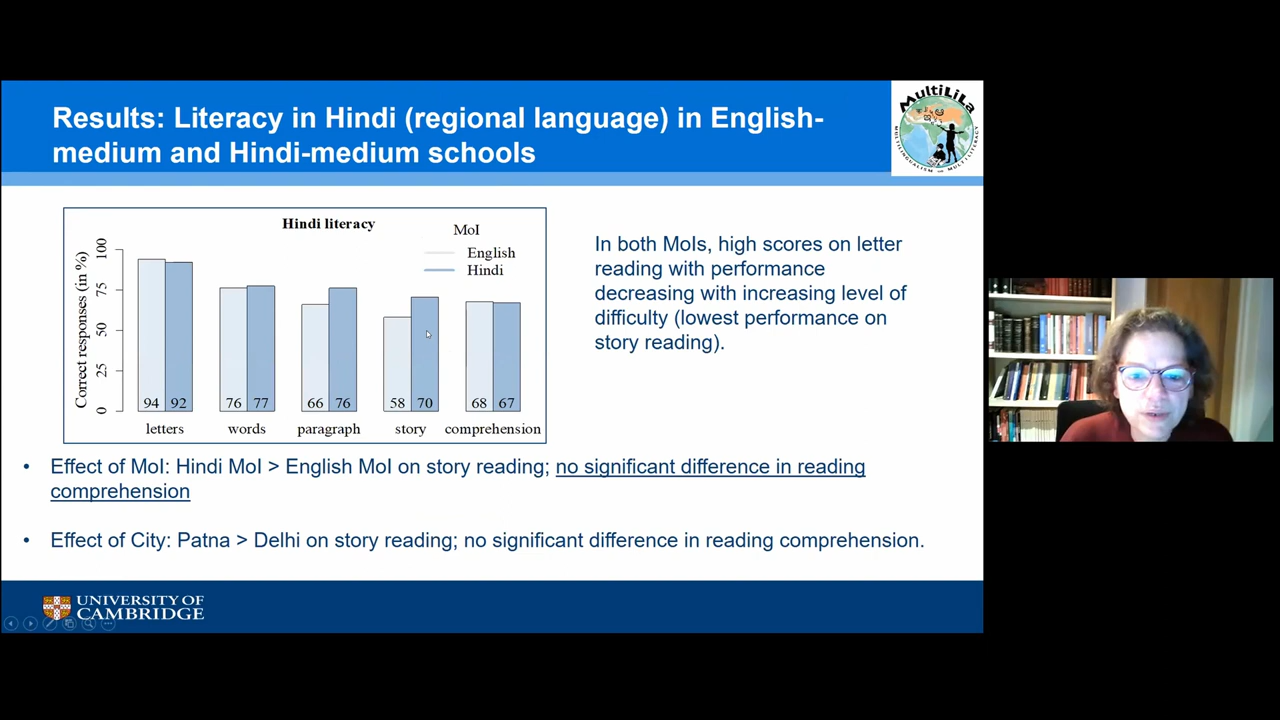 Results: Literacy in Hindi (regional language) in English-
medium and Hindi-medium schools
MultiLiLa
MULTILINGUALISM MULTILITERACY
Hindi literacy
MoI
English
Hindi
Correct responses (in %)
100
75
50
25
0
94 92 76 77 66 76 58 70 68 67
letters words paragraph story comprehension
In both MoIs, high scores on letter
reading with performance
decreasing with increasing level of
difficulty (lowest performance on
story reading).
• Effect of MoI: Hindi MoI > English MoI on story reading; no significant difference in reading
comprehension
• Effect of City: Patna > Delhi on story reading; no significant difference in reading comprehension.
UNIVERSITY OF
CAMBRIDGE